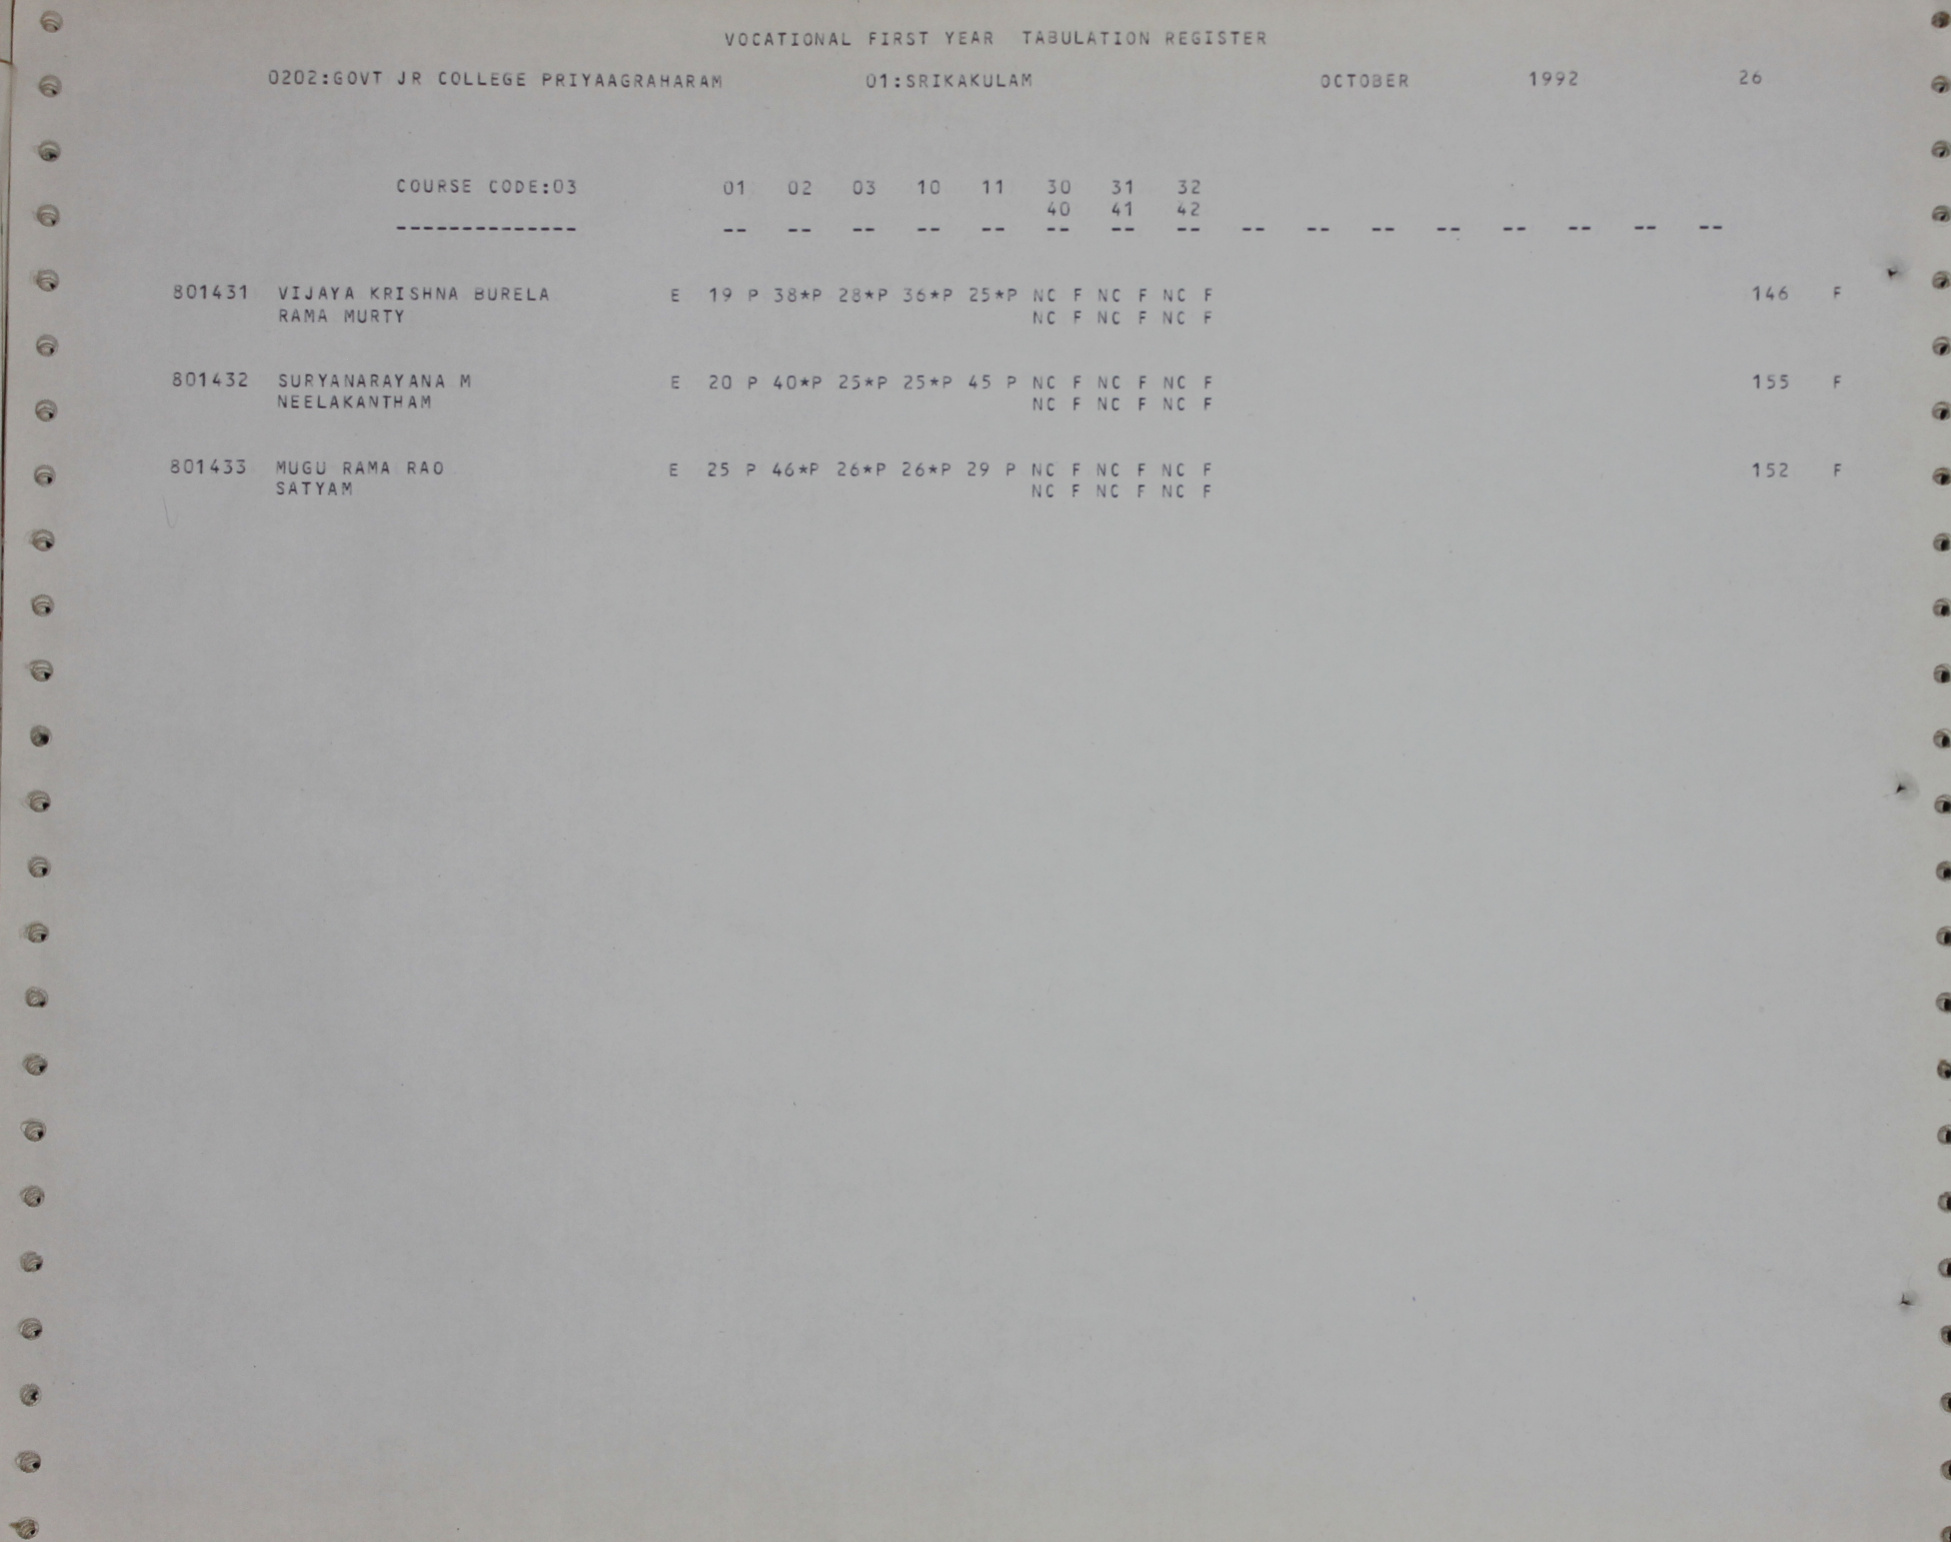 VOCATIONAL FIRST YEAR TABULATION REGISTER
0202:GOVT JR COLLEGE PRIYAAGRAHARAM 01:SRIKAKULAM OCTOBER 1992 26
COURSE CODE:03 01 02 03 10 11 30 31 32
40 41 42
-------------- -- -- -- -- -- -- -- -- -- -- -- -- -- -- -- --
801431 VIJAYA KRISHNA BURELA E 19 P 38*P 28*P 36*P 25*P NC F NC F NC F 146 F
RAMA MURTY NC F NC F NC F
801432 SURYANARAYANA M E 20 P 40*P 25*P 25*P 45 P NC F NC F NC F 155 F
NEELAKANTHAM NC F NC F NC F
801433 MUGU RAMA RAO E 25 P 46*P 26*P 26*P 29 P NC F NC F NC F 152 F
SATYAM NC F NC F NC F